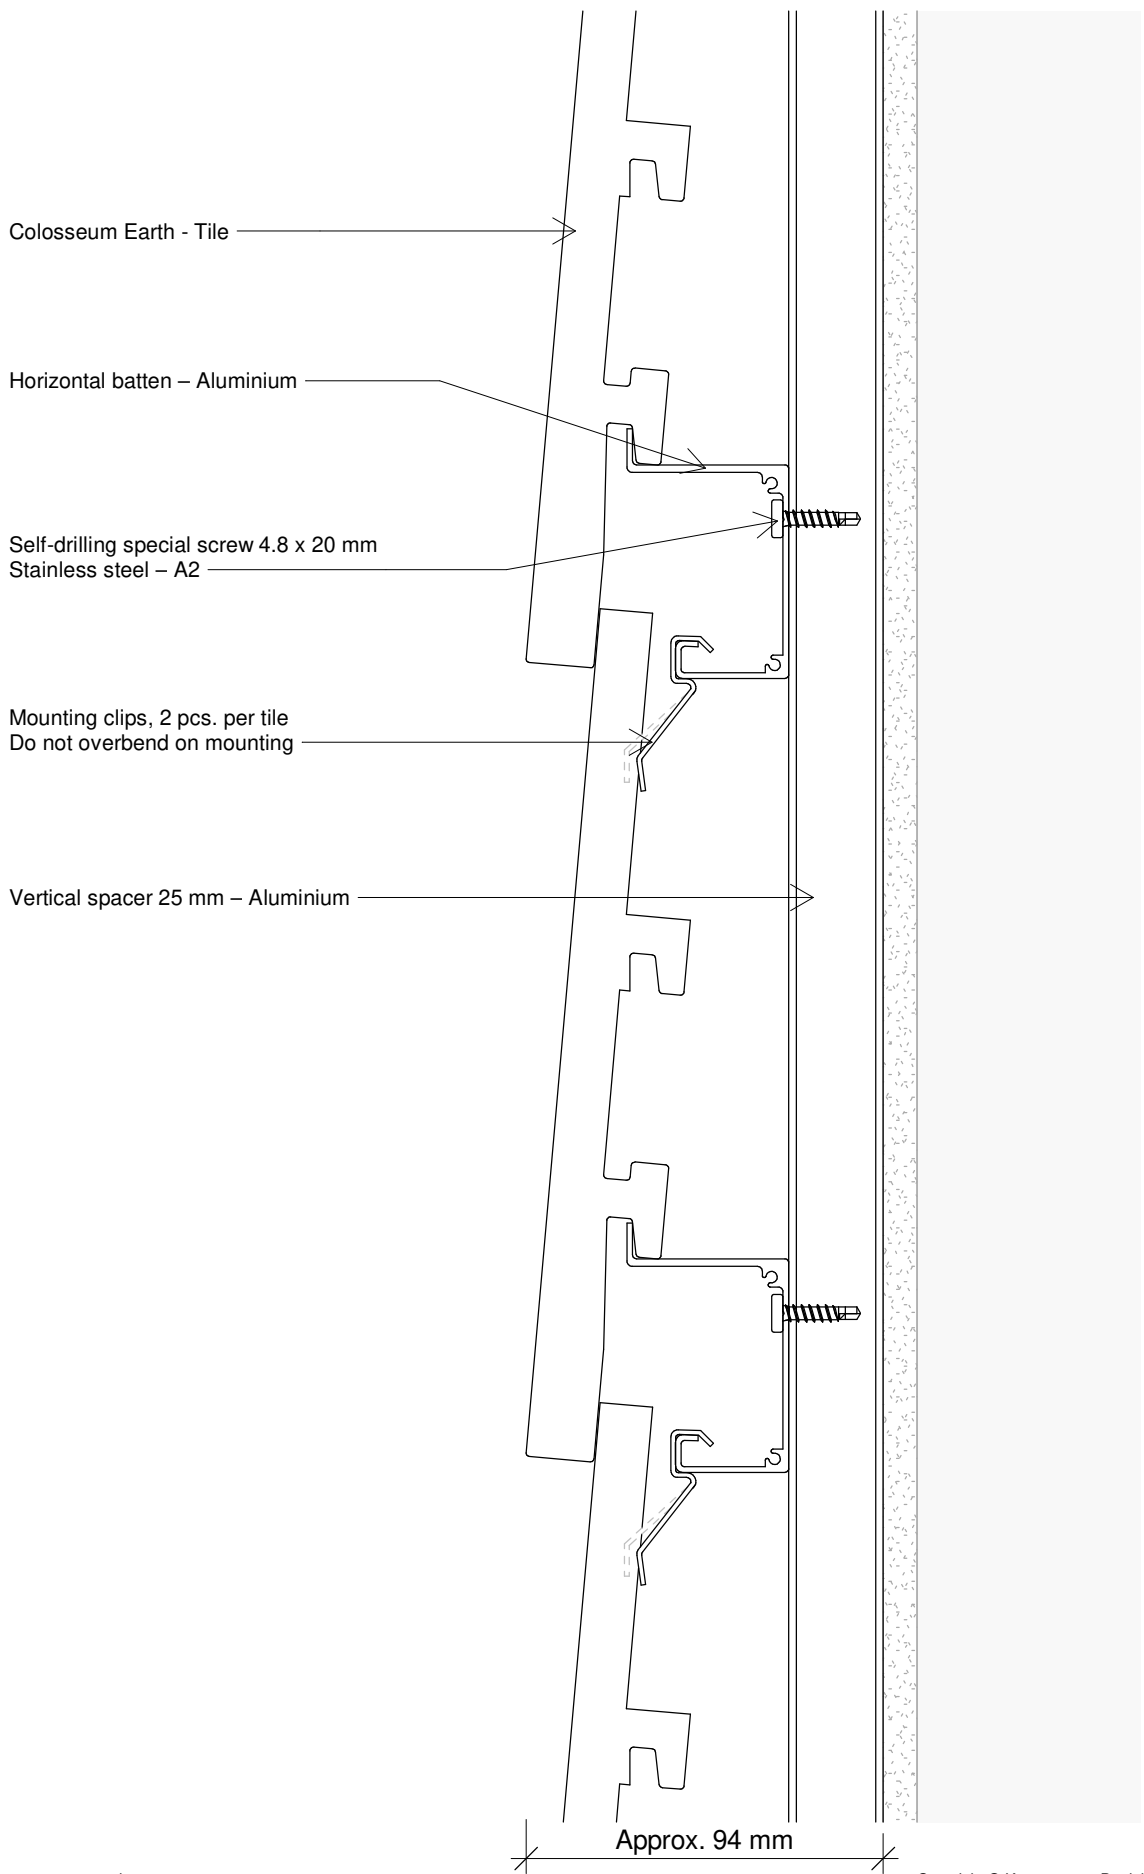 Colosseum Earth - Tile
Horizontal batten – Aluminium
Self-drilling special screw 4.8 x 20 mm
Stainless steel – A2
Mounting clips, 2 pcs. per tile
Do not overbend on mounting
Vertical spacer 25 mm – Aluminium
Approx. 94 mm